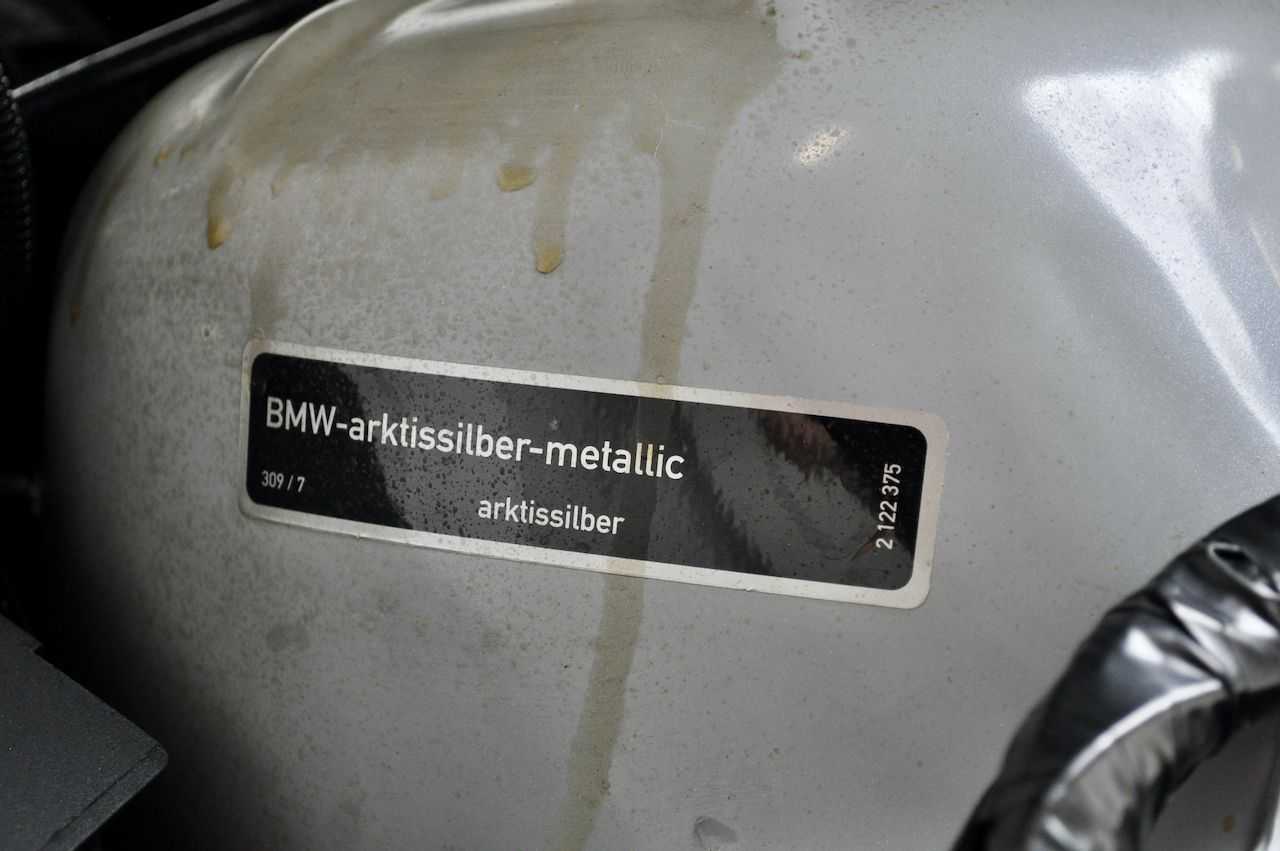 BMW-arktissilber-metallic
309 / 7
arktissilber
2 122 375